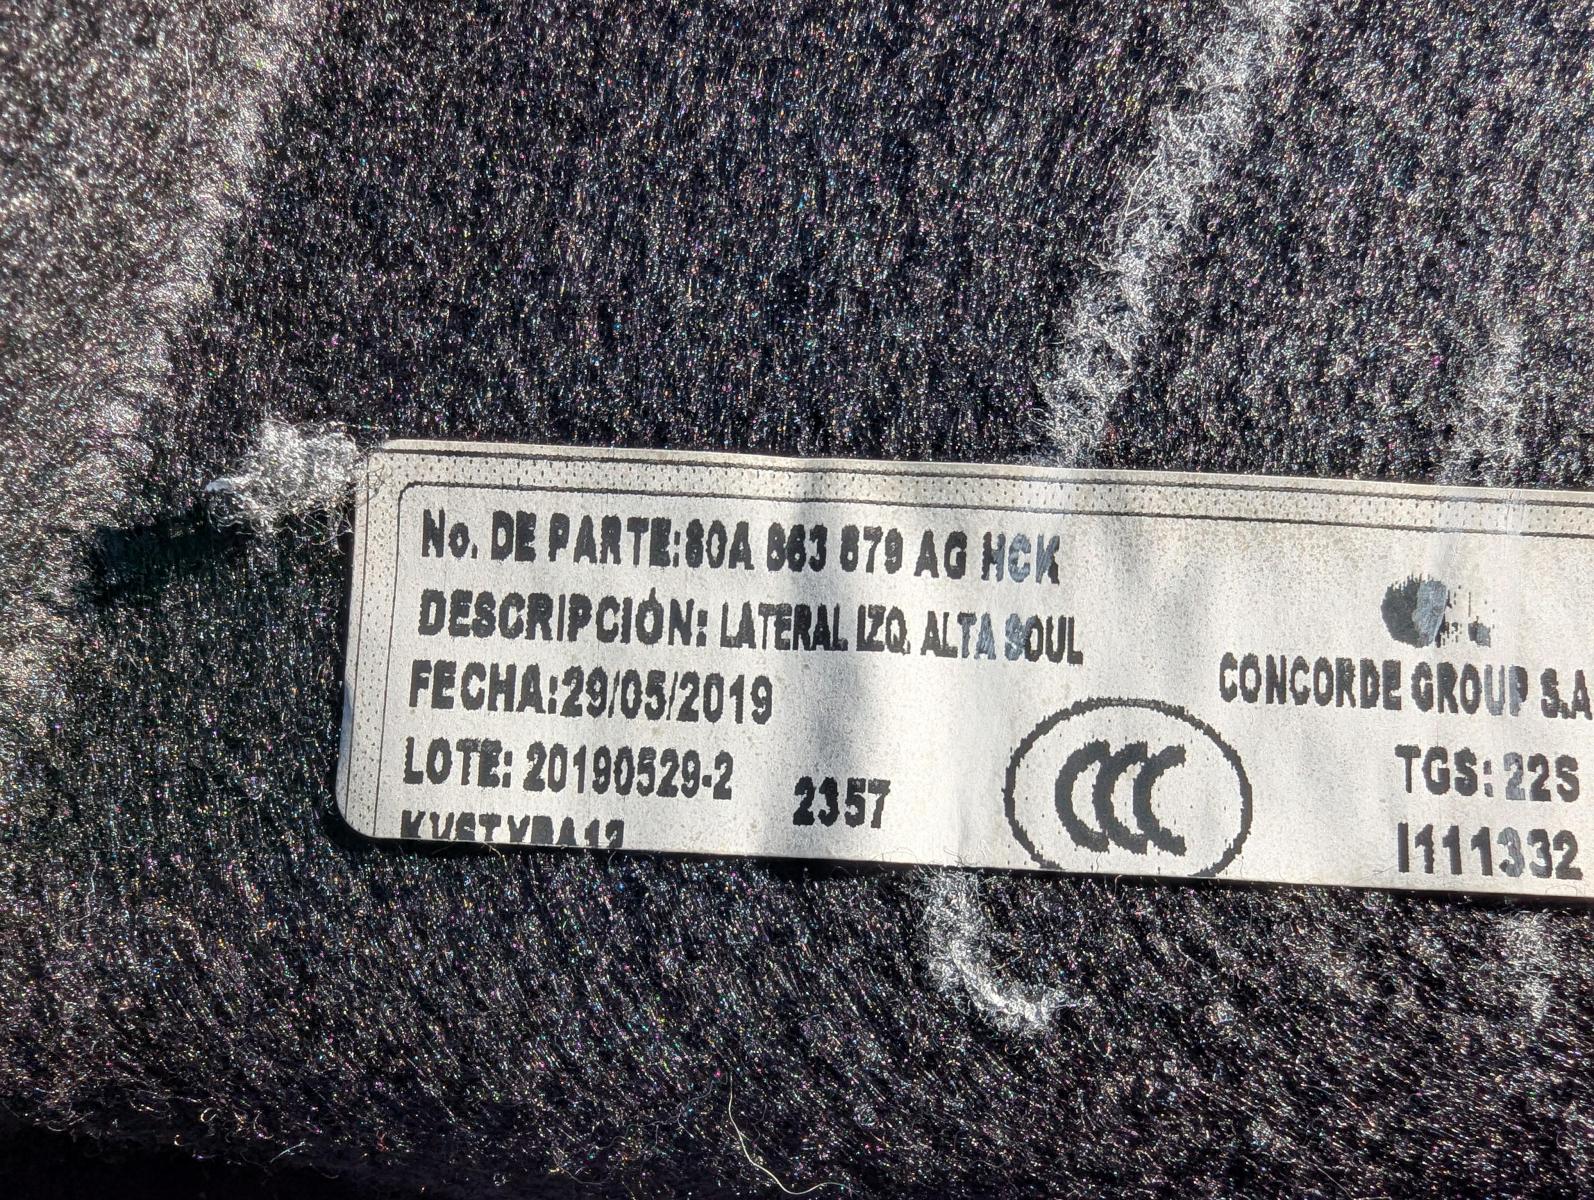 No. DE PARTE:80A 863 879 AG HCK
DESCRIPCIÓN: LATERAL IZQ. ALTA SOUL
FECHA:29/05/2019
LOTE: 20190529-2
2357
CCC
CONCORDE GROUP S.A
TGS: 22S
I111332